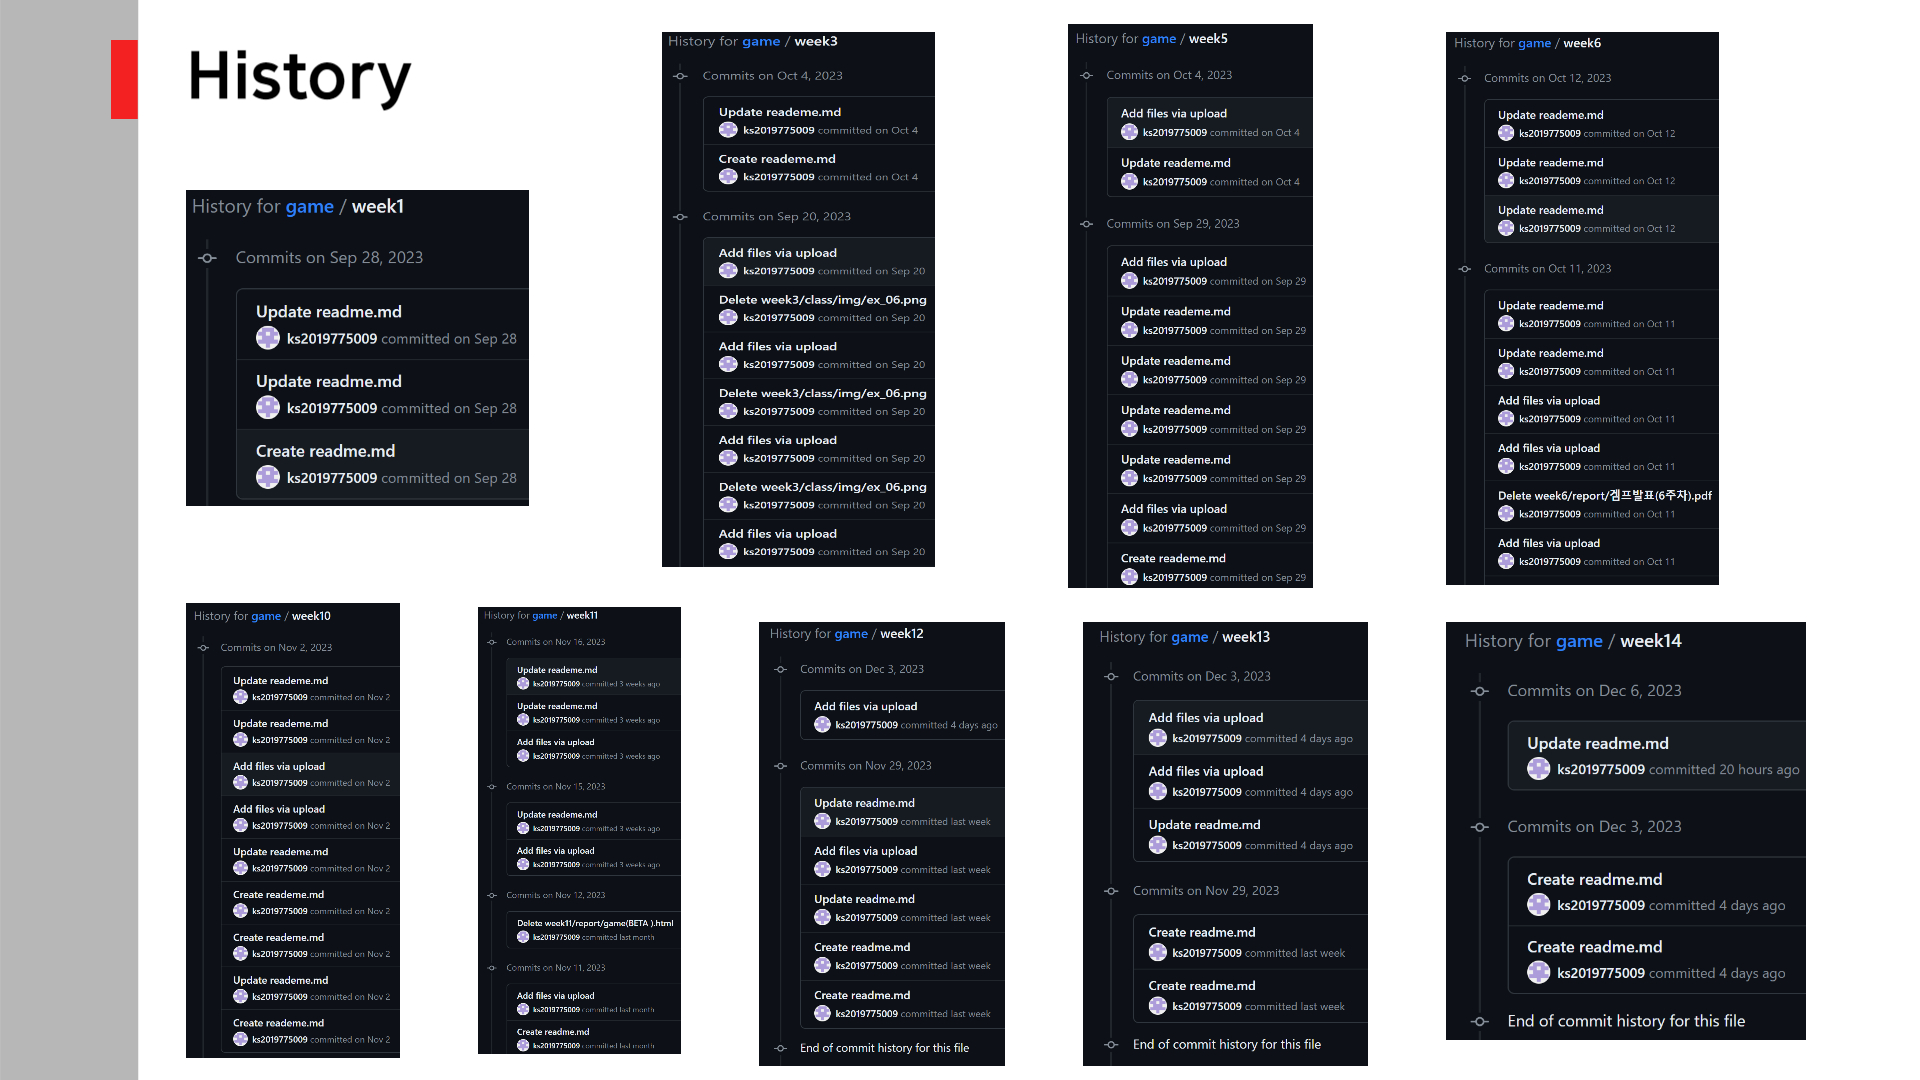 History
History for game / week1
Commits on Sep 28, 2023
Update readme.md
ks2019775009 committed on Sep 28
Update readme.md
ks2019775009 committed on Sep 28
Create readme.md
ks2019775009 committed on Sep 28
History for game / week3
Commits on Oct 4, 2023
Update reademe.md
ks2019775009 committed on Oct 4
Create reademe.md
ks2019775009 committed on Oct 4
Commits on Sep 20, 2023
Add files via upload
ks2019775009 committed on Sep 20
Delete week3/class/img/ex_06.png
ks2019775009 committed on Sep 20
Add files via upload
ks2019775009 committed on Sep 20
Delete week3/class/img/ex_06.png
ks2019775009 committed on Sep 20
Add files via upload
ks2019775009 committed on Sep 20
Delete week3/class/img/ex_06.png
ks2019775009 committed on Sep 20
Add files via upload
ks2019775009 committed on Sep 20
History for game / week5
Commits on Oct 4, 2023
Add files via upload
ks2019775009 committed on Oct 4
Update reademe.md
ks2019775009 committed on Oct 4
Commits on Sep 29, 2023
Add files via upload
ks2019775009 committed on Sep 29
Update reademe.md
ks2019775009 committed on Sep 29
Update reademe.md
ks2019775009 committed on Sep 29
Update reademe.md
ks2019775009 committed on Sep 29
Update reademe.md
ks2019775009 committed on Sep 29
Add files via upload
ks2019775009 committed on Sep 29
Create reademe.md
ks2019775009 committed on Sep 29
History for game / week6
Commits on Oct 12, 2023
Update reademe.md
ks2019775009 committed on Oct 12
Update reademe.md
ks2019775009 committed on Oct 12
Update reademe.md
ks2019775009 committed on Oct 12
Commits on Oct 11, 2023
Update reademe.md
ks2019775009 committed on Oct 11
Update reademe.md
ks2019775009 committed on Oct 11
Add files via upload
ks2019775009 committed on Oct 11
Add files via upload
ks2019775009 committed on Oct 11
Delete week6/report/겜프발표(6주차).pdf
ks2019775009 committed on Oct 11
Add files via upload
ks2019775009 committed on Oct 11
History for game / week10
Commits on Nov 2, 2023
Update reademe.md
ks2019775009 committed on Nov 2
Update reademe.md
ks2019775009 committed on Nov 2
Add files via upload
ks2019775009 committed on Nov 2
Add files via upload
ks2019775009 committed on Nov 2
Update reademe.md
ks2019775009 committed on Nov 2
Create reademe.md
ks2019775009 committed on Nov 2
Create reademe.md
ks2019775009 committed on Nov 2
Update reademe.md
ks2019775009 committed on Nov 2
Create reademe.md
ks2019775009 committed on Nov 2
History for game / week11
Commits on Nov 16, 2023
Update reademe.md
ks2019775009 committed 3 weeks ago
Update reademe.md
ks2019775009 committed 3 weeks ago
Add files via upload
ks2019775009 committed 3 weeks ago
Commits on Nov 15, 2023
Update reademe.md
ks2019775009 committed 3 weeks ago
Add files via upload
ks2019775009 committed 3 weeks ago
Commits on Nov 12, 2023
Delete week11/report/game(BETA ).html
ks2019775009 committed last month
Commits on Nov 11, 2023
Add files via upload
ks2019775009 committed last month
Create reademe.md
ks2019775009 committed last month
History for game / week12
Commits on Dec 3, 2023
Add files via upload
ks2019775009 committed 4 days ago
Commits on Nov 29, 2023
Update readme.md
ks2019775009 committed last week
Add files via upload
ks2019775009 committed last week
Update readme.md
ks2019775009 committed last week
Create readme.md
ks2019775009 committed last week
Create readme.md
ks2019775009 committed last week
End of commit history for this file
History for game / week13
Commits on Dec 3, 2023
Add files via upload
ks2019775009 committed 4 days ago
Add files via upload
ks2019775009 committed 4 days ago
Update readme.md
ks2019775009 committed 4 days ago
Commits on Nov 29, 2023
Create readme.md
ks2019775009 committed last week
Create readme.md
ks2019775009 committed last week
End of commit history for this file
History for game / week14
Commits on Dec 6, 2023
Update readme.md
ks2019775009 committed 20 hours ago
Commits on Dec 3, 2023
Create readme.md
ks2019775009 committed 4 days ago
Create readme.md
ks2019775009 committed 4 days ago
End of commit history for this file